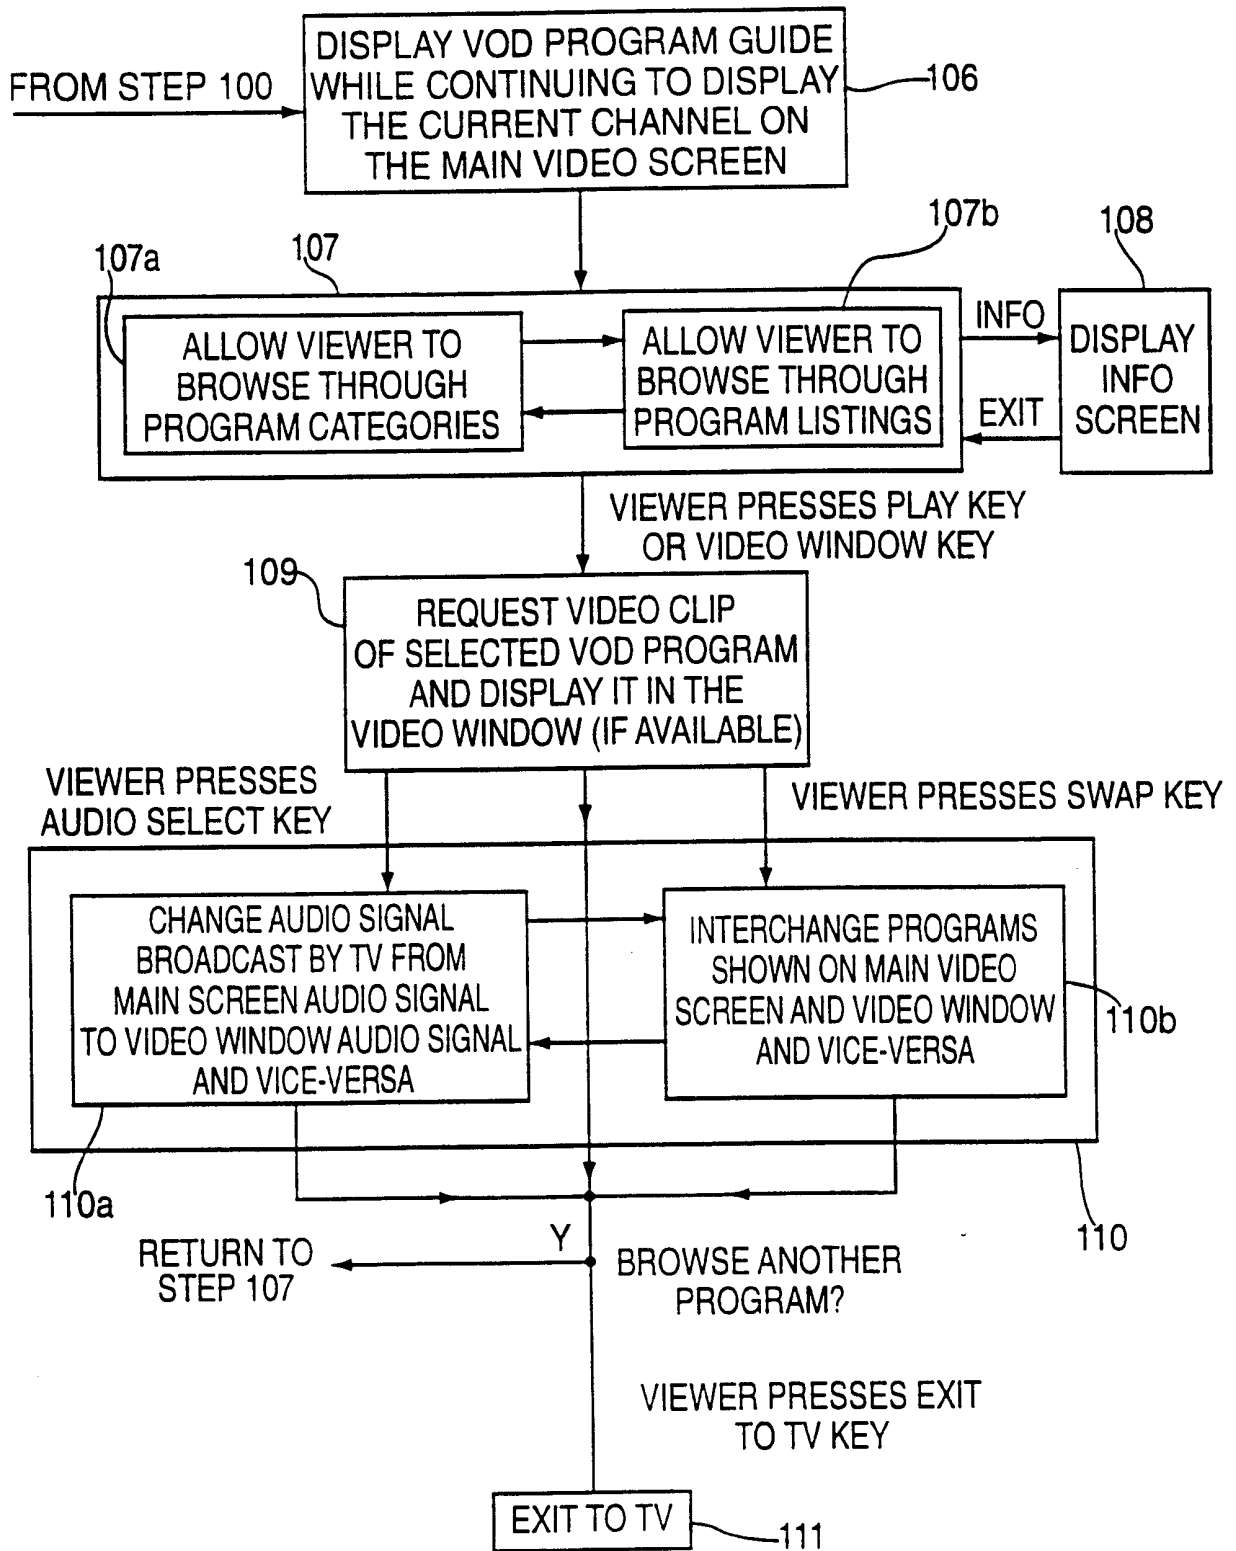 DISPLAY VOD PROGRAM GUIDE
WHILE CONTINUING TO DISPLAY
THE CURRENT CHANNEL ON
THE MAIN VIDEO SCREEN
FROM STEP 100
106
107a
107
107b
108
ALLOW VIEWER TO
BROWSE THROUGH
PROGRAM CATEGORIES
ALLOW VIEWER TO
BROWSE THROUGH
PROGRAM LISTINGS
INFO
EXIT
DISPLAY
INFO
SCREEN
VIEWER PRESSES PLAY KEY
OR VIDEO WINDOW KEY
109
REQUEST VIDEO CLIP
OF SELECTED VOD PROGRAM
AND DISPLAY IT IN THE
VIDEO WINDOW (IF AVAILABLE)
VIEWER PRESSES
AUDIO SELECT KEY
VIEWER PRESSES SWAP KEY
CHANGE AUDIO SIGNAL
BROADCAST BY TV FROM
MAIN SCREEN AUDIO SIGNAL
TO VIDEO WINDOW AUDIO SIGNAL
AND VICE-VERSA
INTERCHANGE PROGRAMS
SHOWN ON MAIN VIDEO
SCREEN AND VIDEO WINDOW
AND VICE-VERSA
110b
110a
110
Y
RETURN TO
STEP 107
BROWSE ANOTHER
PROGRAM?
VIEWER PRESSES EXIT
TO TV KEY
EXIT TO TV
111